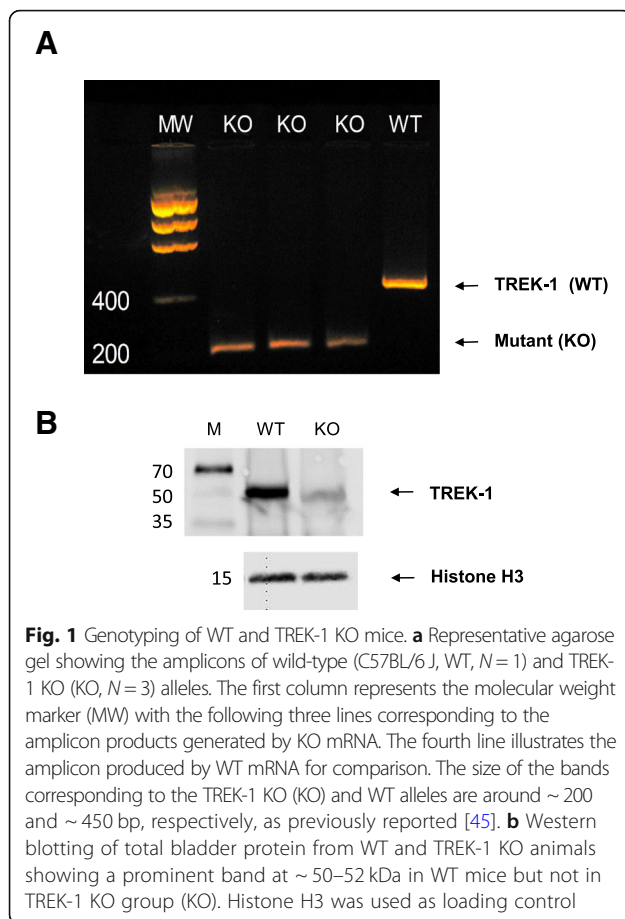 A
MW KO KO KO WT
400
200
← TREK-1 (WT)
← Mutant (KO)
B
M WT KO
70
50
35
← TREK-1
15
← Histone H3
Fig. 1 Genotyping of WT and TREK-1 KO mice. a Representative agarose
gel showing the amplicons of wild-type (C57BL/6 J, WT, N = 1) and TREK-
1 KO (KO, N = 3) alleles. The first column represents the molecular weight
marker (MW) with the following three lines corresponding to the
amplicon products generated by KO mRNA. The fourth line illustrates the
amplicon produced by WT mRNA for comparison. The size of the bands
corresponding to the TREK-1 KO (KO) and WT alleles are around ~ 200
and ~ 450 bp, respectively, as previously reported [45]. b Western
blotting of total bladder protein from WT and TREK-1 KO animals
showing a prominent band at ~ 50–52 kDa in WT mice but not in
TREK-1 KO group (KO). Histone H3 was used as loading control